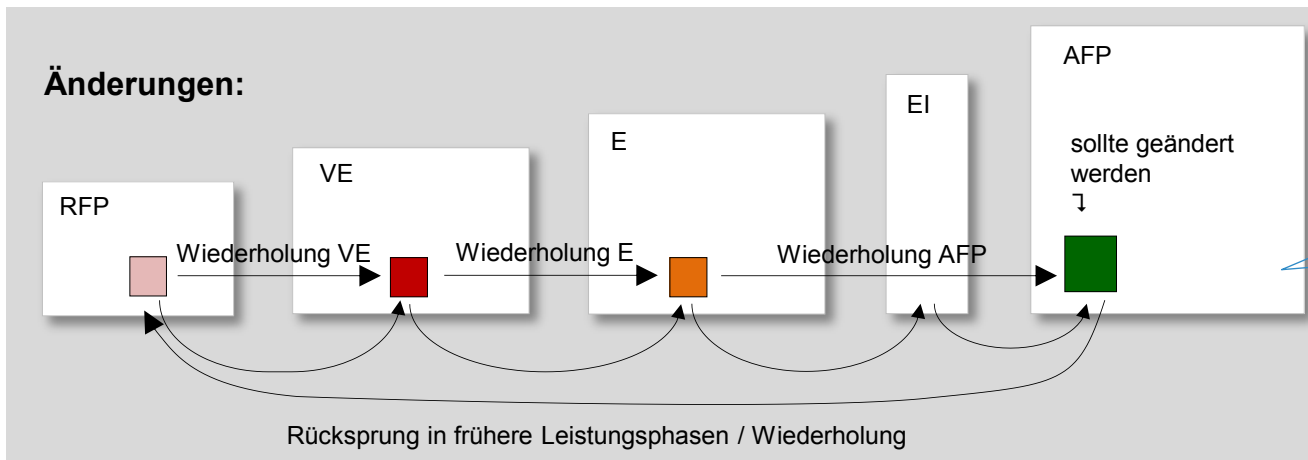 Änderungen:
RFP
VE
E
EI
AFP
sollte geändert
werden
Wiederholung VE
Wiederholung E
Wiederholung AFP
Rücksprung in frühere Leistungsphasen / Wiederholung